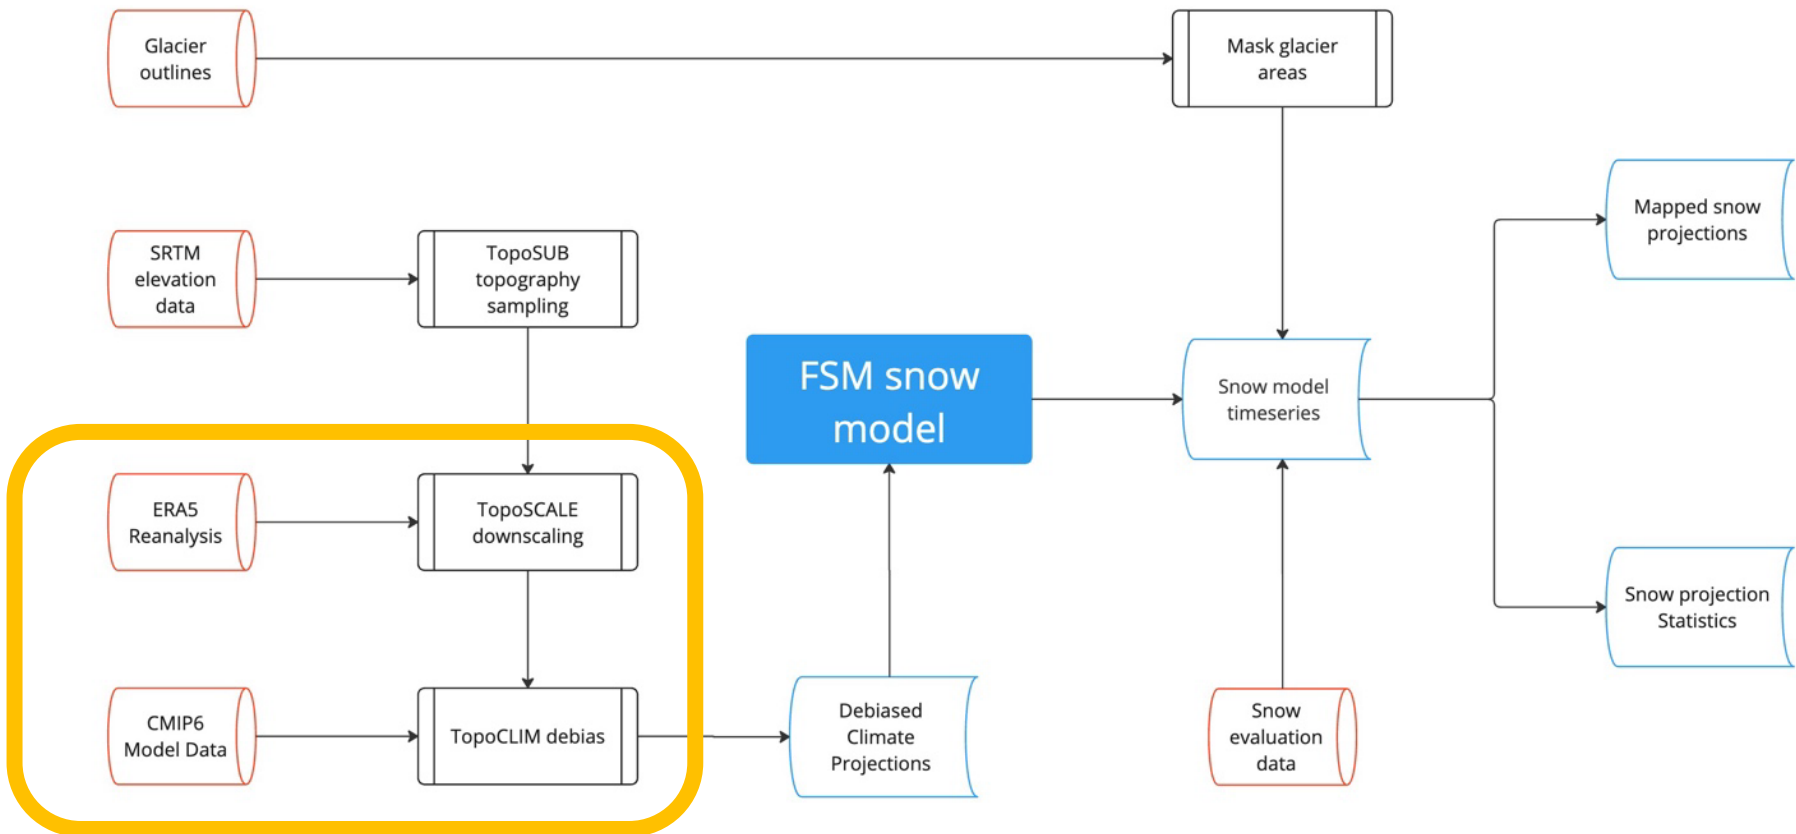 Glacier
outlines
Mask glacier
areas
SRTM
elevation
data
TopoSUB
topography
sampling
Mapped snow
projections
FSM snow
model
Snow model
timeseries
ERA5
Reanalysis
TopoSCALE
downscaling
Snow projection
Statistics
CMIP6
Model Data
TopoCLIM debias
Debiased
Climate
Projections
Snow
evaluation
data